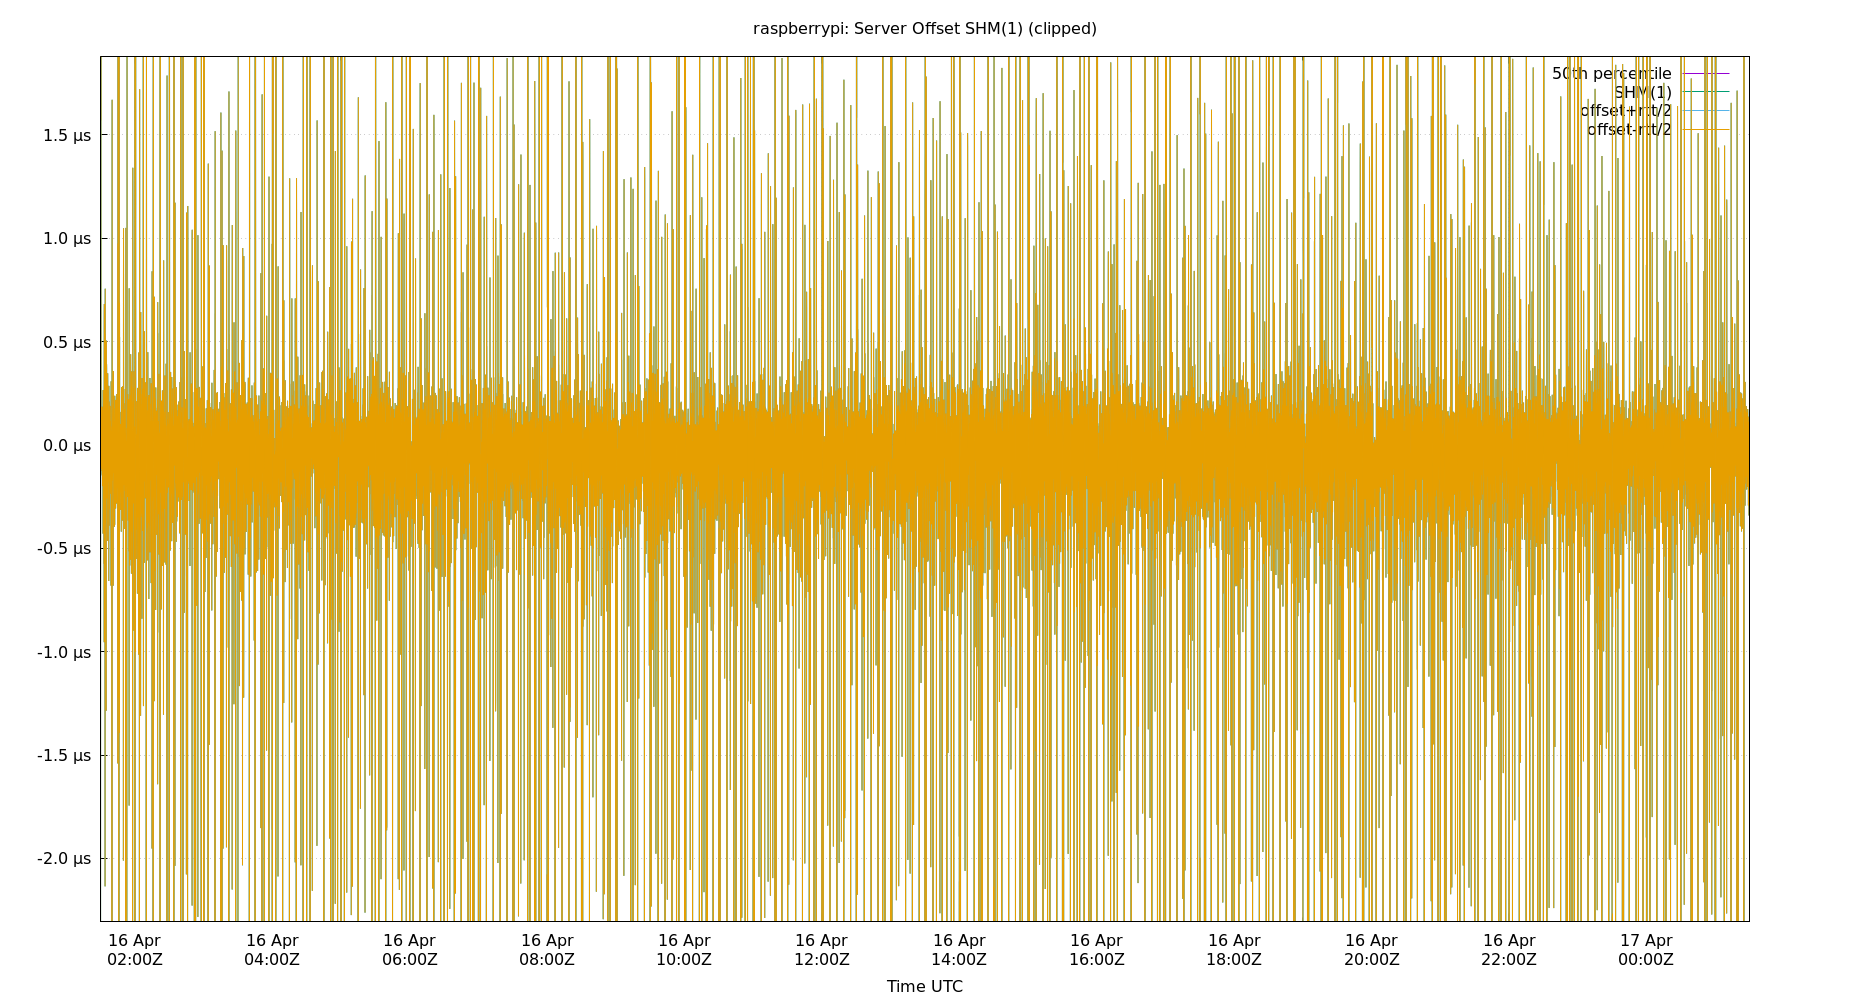 raspberrypi: Server Offset SHM(1) (clipped)
50th percentile
SHM(1)
offset+rtt/2
offset-rtt/2
1.5 µs
1.0 µs
0.5 µs
0.0 µs
-0.5 µs
-1.0 µs
-1.5 µs
-2.0 µs
16 Apr 16 Apr 16 Apr 16 Apr 16 Apr 16 Apr 16 Apr 16 Apr 16 Apr 16 Apr 16 Apr 17 Apr
02:00Z 04:00Z 06:00Z 08:00Z 10:00Z 12:00Z 14:00Z 16:00Z 18:00Z 20:00Z 22:00Z 00:00Z
Time UTC